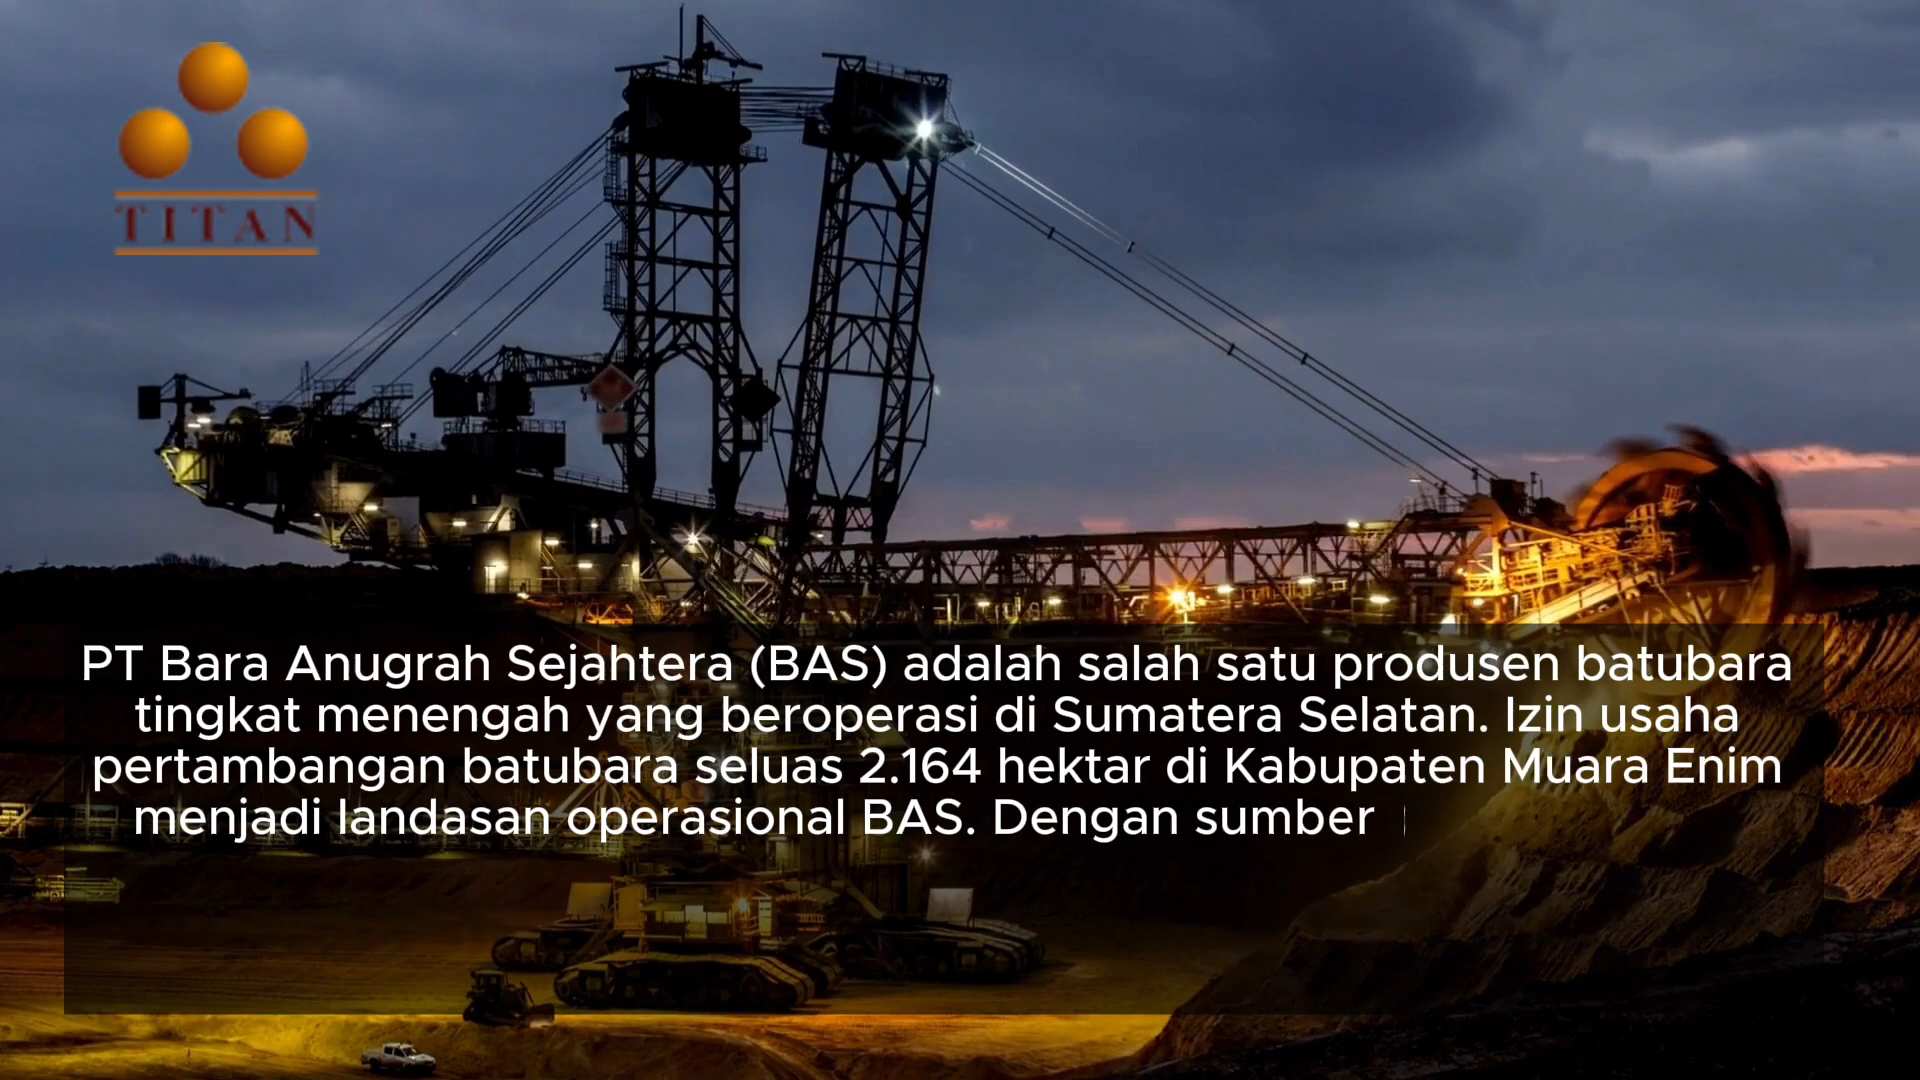 TITAN
PT Bara Anugrah Sejahtera (BAS) adalah salah satu produsen batubara
tingkat menengah yang beroperasi di Sumatera Selatan. Izin usaha
pertambangan batubara seluas 2.164 hektar di Kabupaten Muara Enim
menjadi landasan operasional BAS. Dengan sumber